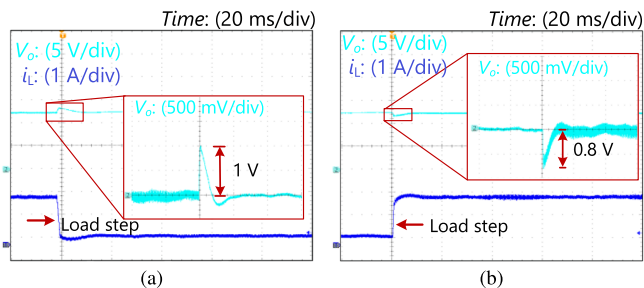 Time: (20 ms/div)
Vo: (5 V/div)
iL: (1 A/div)
Vo: (500 mV/div)
1 V
Load step
(a)
Time: (20 ms/div)
Vo: (5 V/div)
iL: (1 A/div)
Vo: (500 mV/div)
0.8 V
Load step
(b)